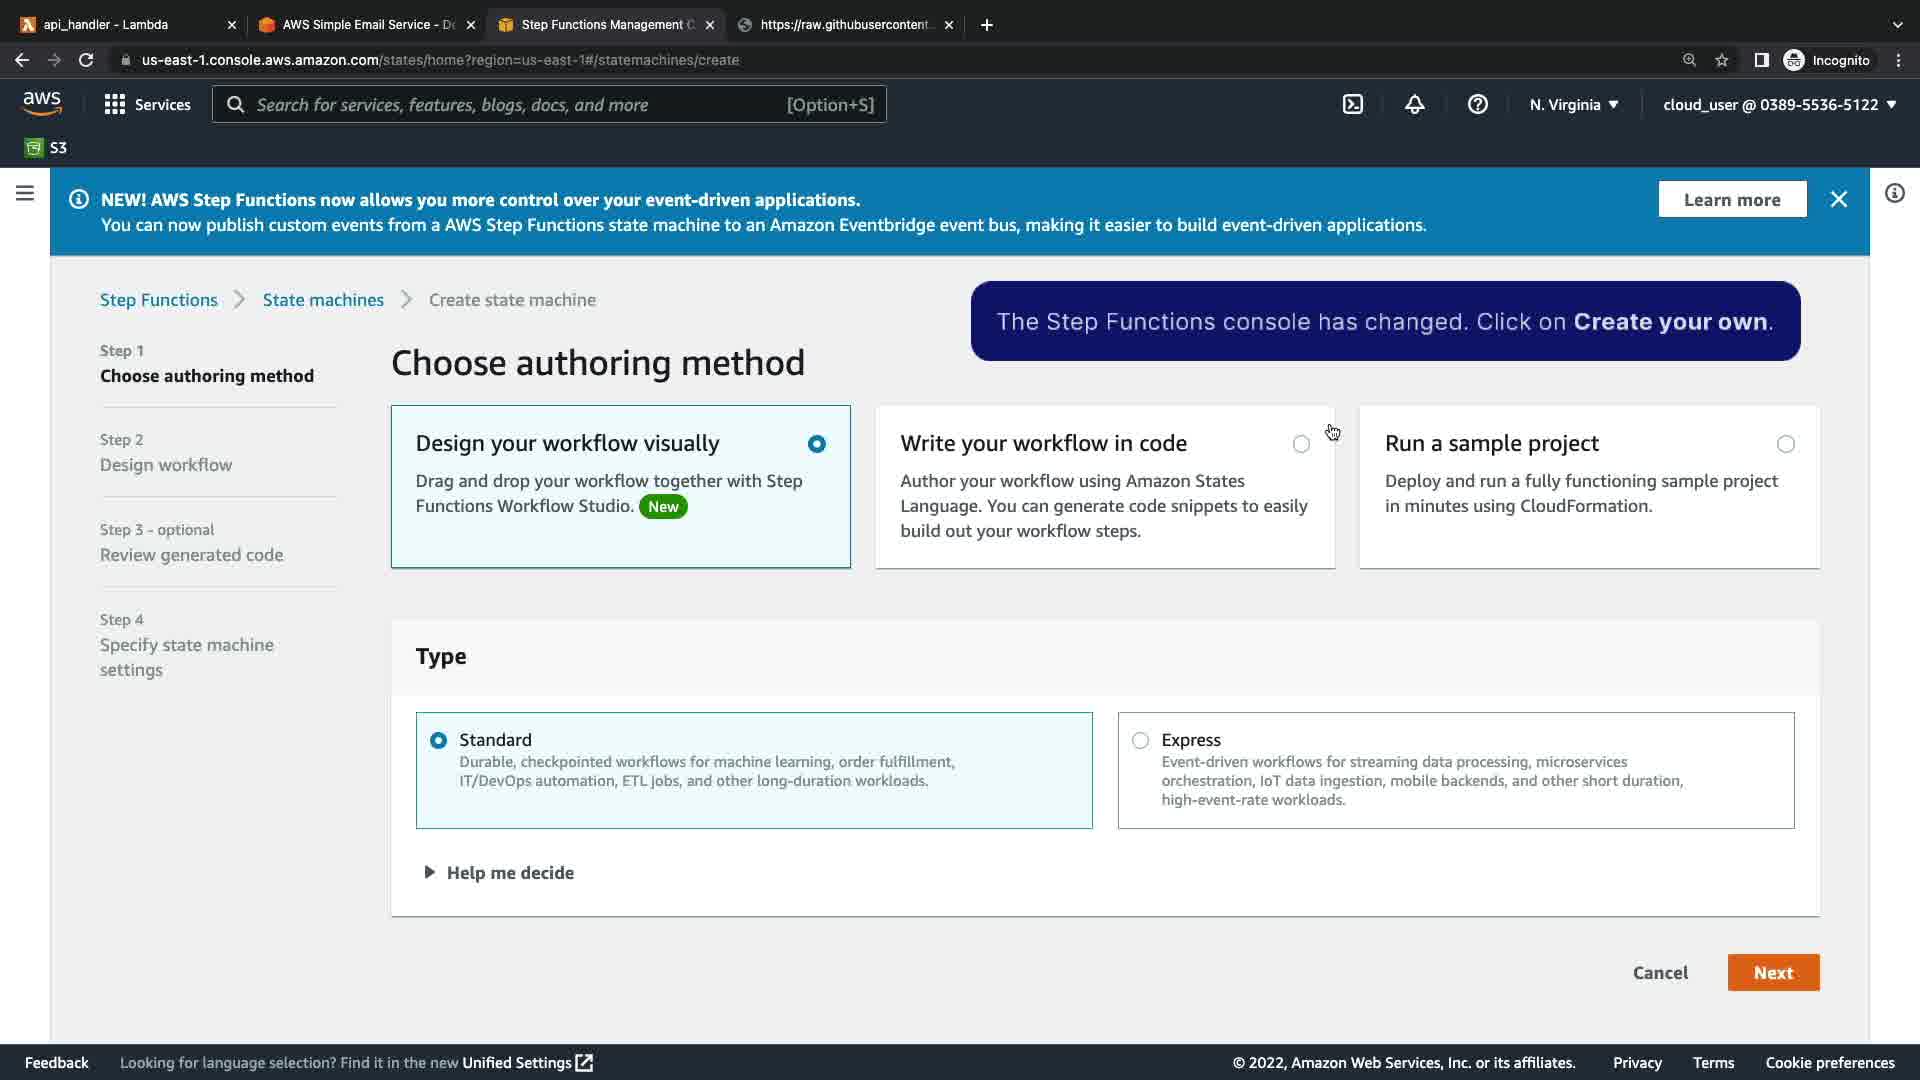 api_handler - Lambda
AWS Simple Email Service - De
Step Functions Management C
https://raw.githubusercontent.
us-east-1.console.aws.amazon.com/states/home?region=us-east-1#/statemachines/create
Incognito
aws
Services
Search for services, features, blogs, docs, and more
[Option+S]
N. Virginia
cloud_user @ 0389-5536-5122
S3
NEW! AWS Step Functions now allows you more control over your event-driven applications.
You can now publish custom events from a AWS Step Functions state machine to an Amazon Eventbridge event bus, making it easier to build event-driven applications.
Learn more
Step Functions
State machines
Create state machine
The Step Functions console has changed. Click on Create your own.
Step 1
Choose authoring method
Step 2
Design workflow
Step 3 - optional
Review generated code
Step 4
Specify state machine
settings
Choose authoring method
Design your workflow visually
Drag and drop your workflow together with Step
Functions Workflow Studio. New
Write your workflow in code
Author your workflow using Amazon States
Language. You can generate code snippets to easily
build out your workflow steps.
Run a sample project
Deploy and run a fully functioning sample project
in minutes using CloudFormation.
Type
Standard
Durable, checkpointed workflows for machine learning, order fulfillment,
IT/DevOps automation, ETL jobs, and other long-duration workloads.
Express
Event-driven workflows for streaming data processing, microservices
orchestration, IoT data ingestion, mobile backends, and other short duration,
high-event-rate workloads.
Help me decide
Cancel
Next
Feedback
Looking for language selection? Find it in the new Unified Settings
© 2022, Amazon Web Services, Inc. or its affiliates.
Privacy
Terms
Cookie preferences